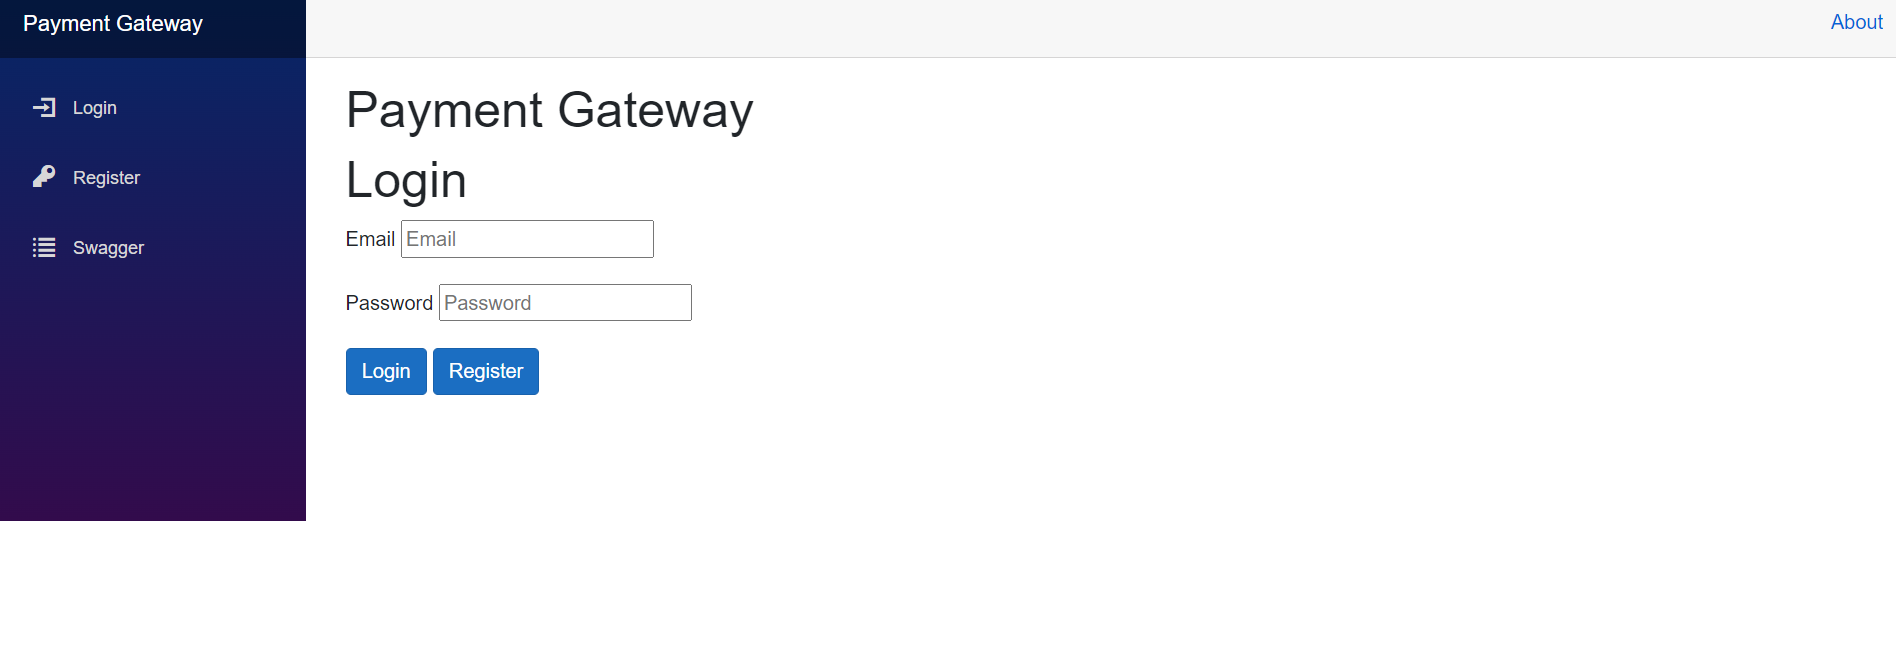 Payment Gateway
About
Login
Register
Swagger
Payment Gateway
Login
Email Email
Password Password
Login Register